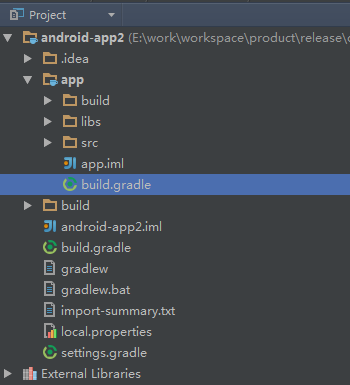 Project
android-app2 (E:\work\workspace\product\release\
.idea
app
build
libs
src
app.iml
build.gradle
build
android-app2.iml
build.gradle
gradlew
gradlew.bat
import-summary.txt
local.properties
settings.gradle
External Libraries